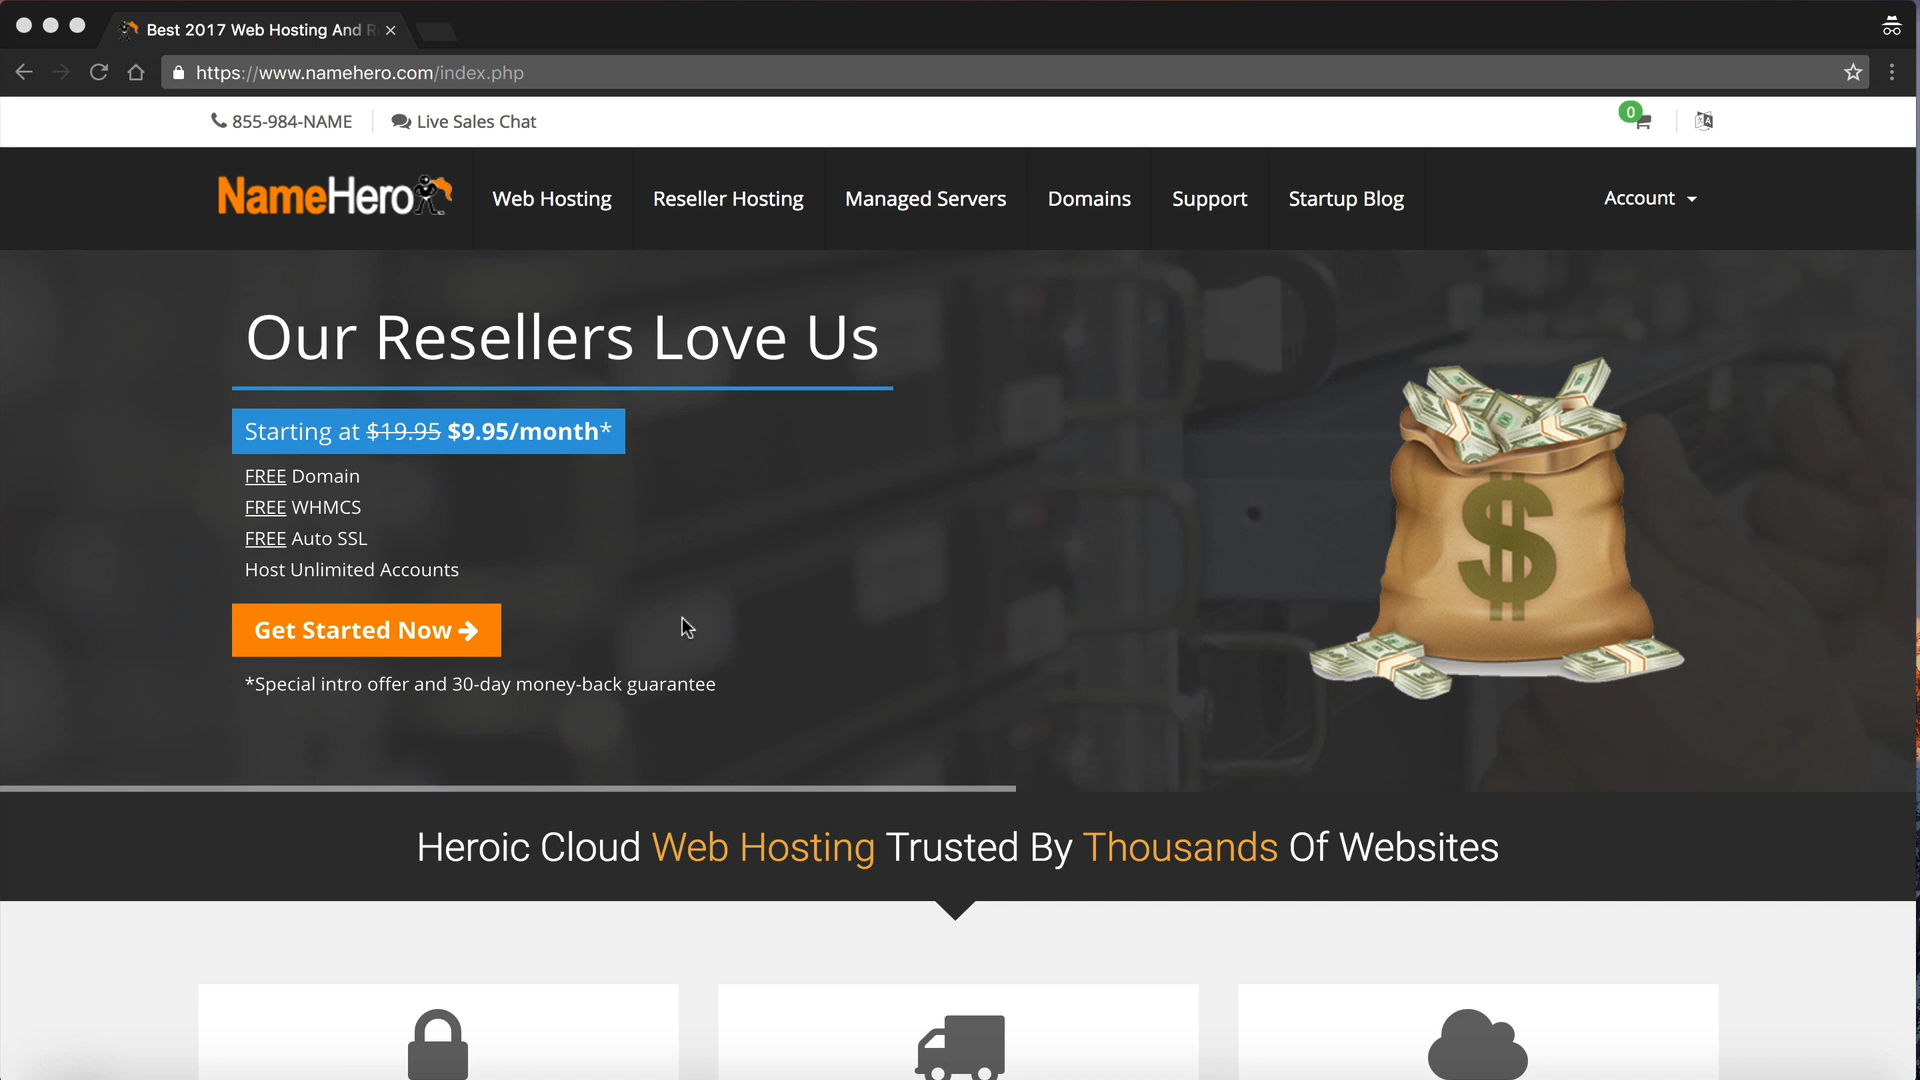 Best 2017 Web Hosting And R
https://www.namehero.com/index.php
855-984-NAME
Live Sales Chat
0
NameHero
Web Hosting
Reseller Hosting
Managed Servers
Domains
Support
Startup Blog
Account
Our Resellers Love Us
Starting at $19.95 $9.95/month*
FREE Domain
FREE WHMCS
FREE Auto SSL
Host Unlimited Accounts
Get Started Now
*Special intro offer and 30-day money-back guarantee
$
Heroic Cloud Web Hosting Trusted By Thousands Of Websites